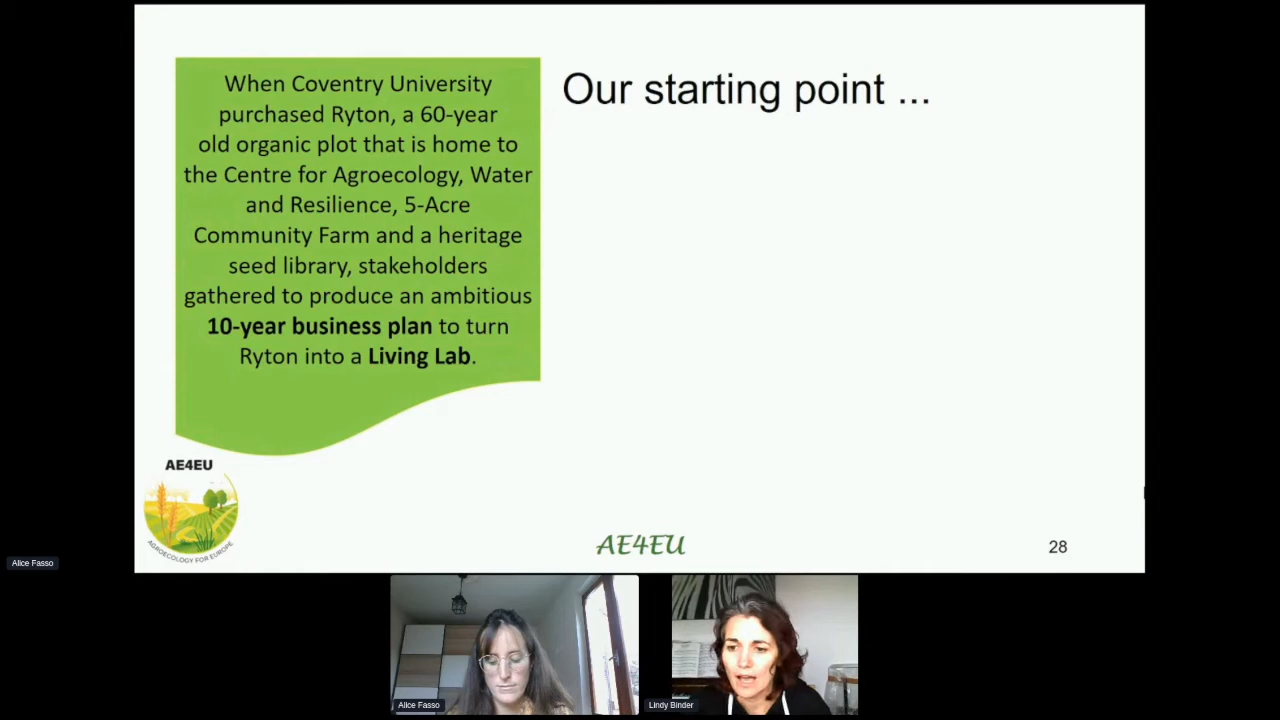 When Coventry University
purchased Ryton, a 60-year
old organic plot that is home to
the Centre for Agroecology, Water
and Resilience, 5-Acre
Community Farm and a heritage
seed library, stakeholders
gathered to produce an ambitious
10-year business plan to turn
Ryton into a Living Lab.
Our starting point ...
AE4EU
AGROECOLOGY FOR EUROPE
AE4EU
28
Alice Fasso
Alice Fasso
Lindy Binder